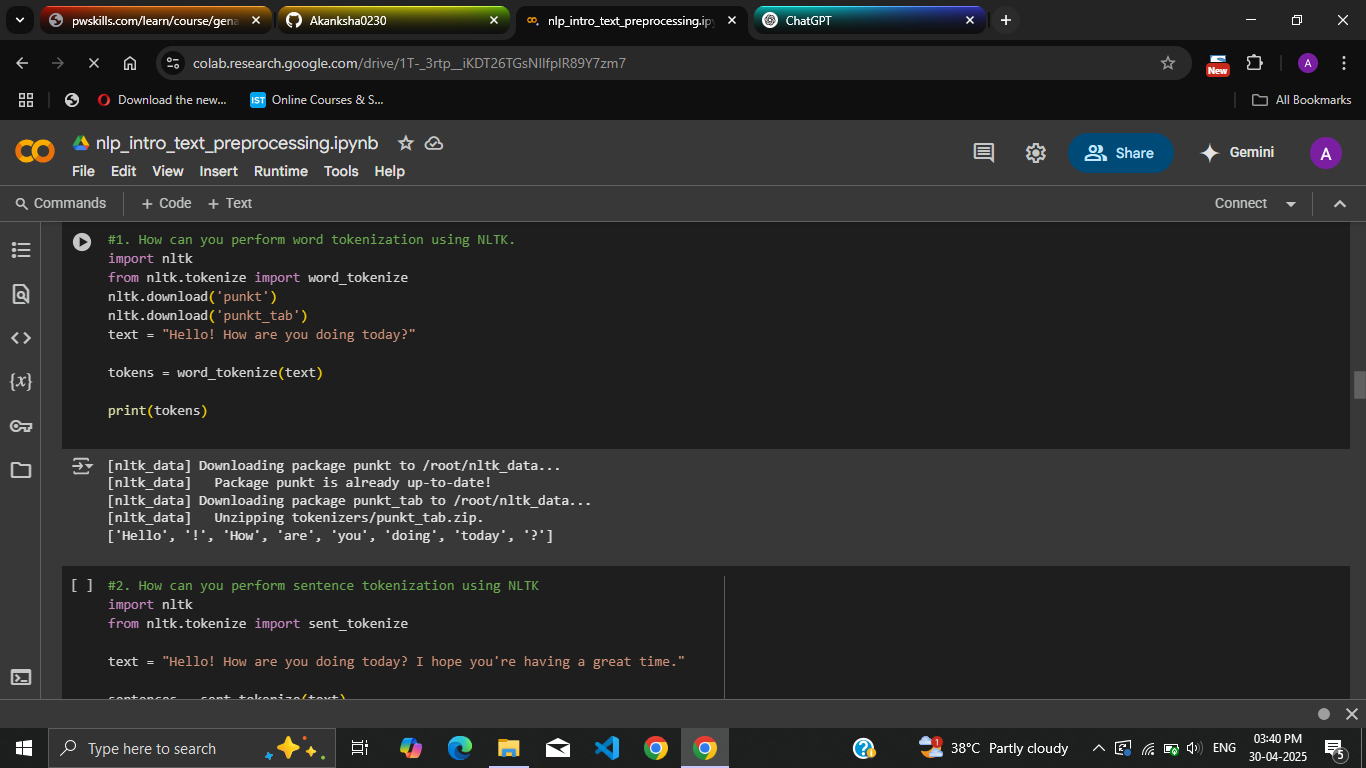 pwskills.com/learn/course/gena
Akanksha0230
nlp_intro_text_preprocessing.ip
ChatGPT
colab.research.google.com/drive/1T-_3rtp__iKDT26TGsNIlfpIR89Y7zm7
New
A
Download the new...
IST
Online Courses & S...
All Bookmarks
nlp_intro_text_preprocessing.ipynb
File Edit View Insert Runtime Tools Help
Share
Gemini
A
Commands + Code + Text
Connect
#1. How can you perform word tokenization using NLTK.
import nltk
from nltk.tokenize import word_tokenize
nltk.download('punkt')
nltk.download('punkt_tab')
text = "Hello! How are you doing today?"
tokens = word_tokenize(text)
print(tokens)
[nltk_data] Downloading package punkt to /root/nltk_data...
[nltk_data]   Package punkt is already up-to-date!
[nltk_data] Downloading package punkt_tab to /root/nltk_data...
[nltk_data]   Unzipping tokenizers/punkt_tab.zip.
['Hello', '!', 'How', 'are', 'you', 'doing', 'today', '?']
[ ] #2. How can you perform sentence tokenization using NLTK
import nltk
from nltk.tokenize import sent_tokenize
text = "Hello! How are you doing today? I hope you're having a great time."
sentences = sent_tokenize(text)
Type here to search
1
38°C Partly cloudy
ENG
03:40 PM
30-04-2025
5